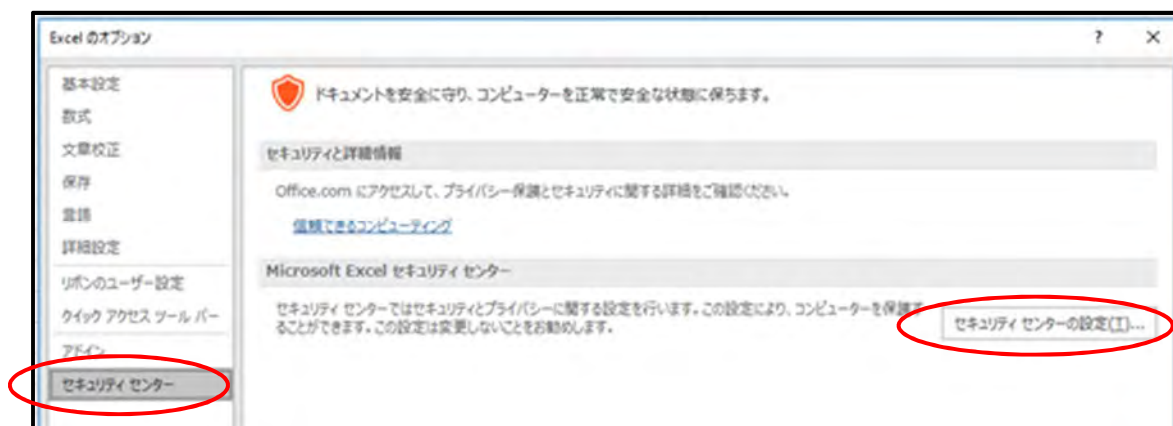 Excel のオプション
? ×
基本設定
数式
文章校正
保存
言語
詳細設定
リボンのユーザー設定
クイック アクセス ツール バー
アドイン
セキュリティ センター
ドキュメントを安全に守り、コンピューターを正常で安全な状態に保ちます。
セキュリティと詳細情報
Office.com にアクセスして、プライバシー保護とセキュリティに関する詳細をご確認ください。
信頼できるコンピューティング
Microsoft Excel セキュリティ センター
セキュリティ センターではセキュリティとプライバシーに関する設定を行います。この設定により、コンピューターを保護す
ることができます。この設定は変更しないことをお勧めします。
セキュリティ センターの設定(T)...